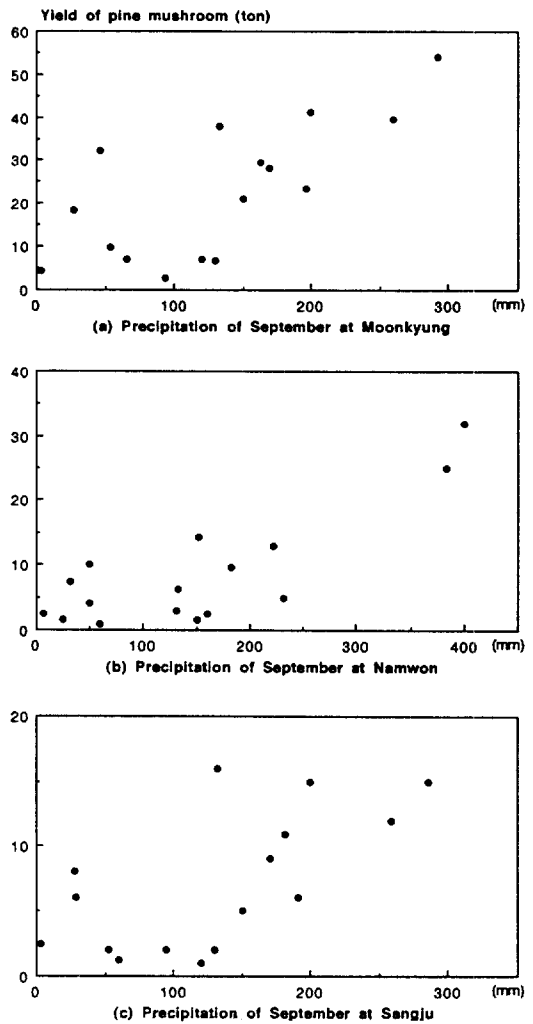 Yield of pine mushroom (ton)
60
50
40
30
20
10
0
0 100 200 300 (mm)
(a) Precipitation of September at Moonkyung
40
30
20
10
0
0 100 200 300 400 (mm)
(b) Precipitation of September at Namwon
20
10
0
0 100 200 300 (mm)
(c) Precipitation of September at Sangju